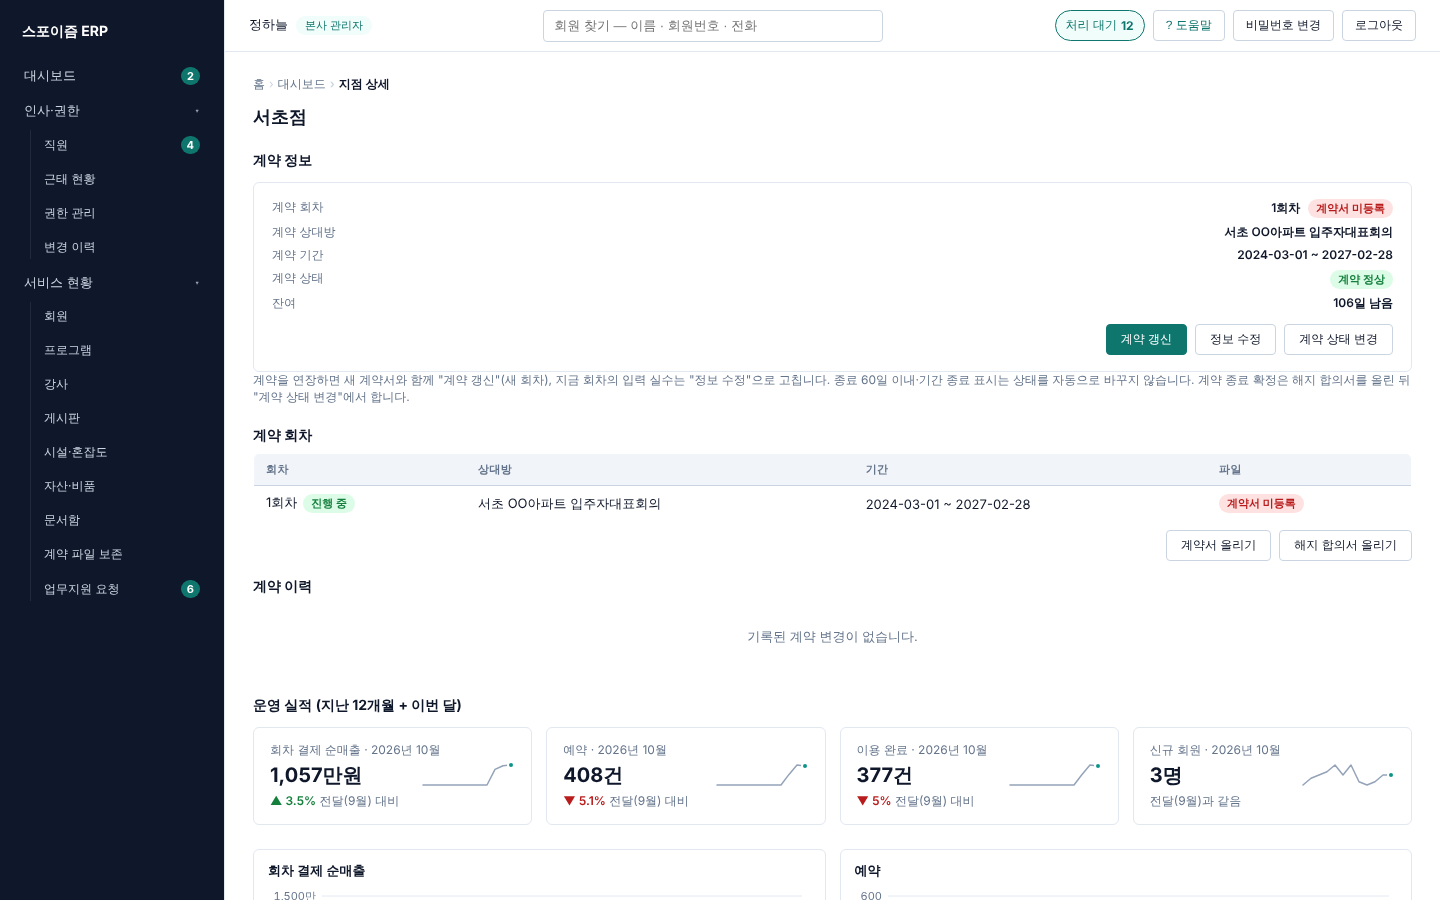 스포이즘 ERP
정하늘 본사 관리자
회원 찾기 — 이름 · 회원번호 · 전화
처리 대기 12
? 도움말
비밀번호 변경
로그아웃
대시보드 2
인사·권한
직원 4
근태 현황
권한 관리
변경 이력
서비스 현황
회원
프로그램
강사
게시판
시설·혼잡도
자산·비품
문서함
계약 파일 보존
업무지원 요청 6
홈 › 대시보드 › 지점 상세
서초점
계약 정보
계약 회차 1회차 계약서 미등록
계약 상대방 서초 OO아파트 입주자대표회의
계약 기간 2024-03-01 ~ 2027-02-28
계약 상태 계약 정상
잔여 106일 남음
계약 갱신 정보 수정 계약 상태 변경
계약을 연장하면 새 계약서와 함께 "계약 갱신"(새 회차), 지금 회차의 입력 실수는 "정보 수정"으로 고칩니다. 종료 60일 이내·기간 종료 표시는 상태를 자동으로 바꾸지 않습니다. 계약 종료 확정은 해지 합의서를 올린 뒤
"계약 상태 변경"에서 합니다.
계약 회차
회차 상대방 기간 파일
1회차 진행 중 서초 OO아파트 입주자대표회의 2024-03-01 ~ 2027-02-28 계약서 미등록
계약서 올리기 해지 합의서 올리기
계약 이력
기록된 계약 변경이 없습니다.
운영 실적 (지난 12개월 + 이번 달)
회차 결제 순매출 · 2026년 10월
1,057만원
▲ 3.5% 전달(9월) 대비
예약 · 2026년 10월
408건
▼ 5.1% 전달(9월) 대비
이용 완료 · 2026년 10월
377건
▼ 5% 전달(9월) 대비
신규 회원 · 2026년 10월
3명
전달(9월)과 같음
회차 결제 순매출
1,500만
예약
600